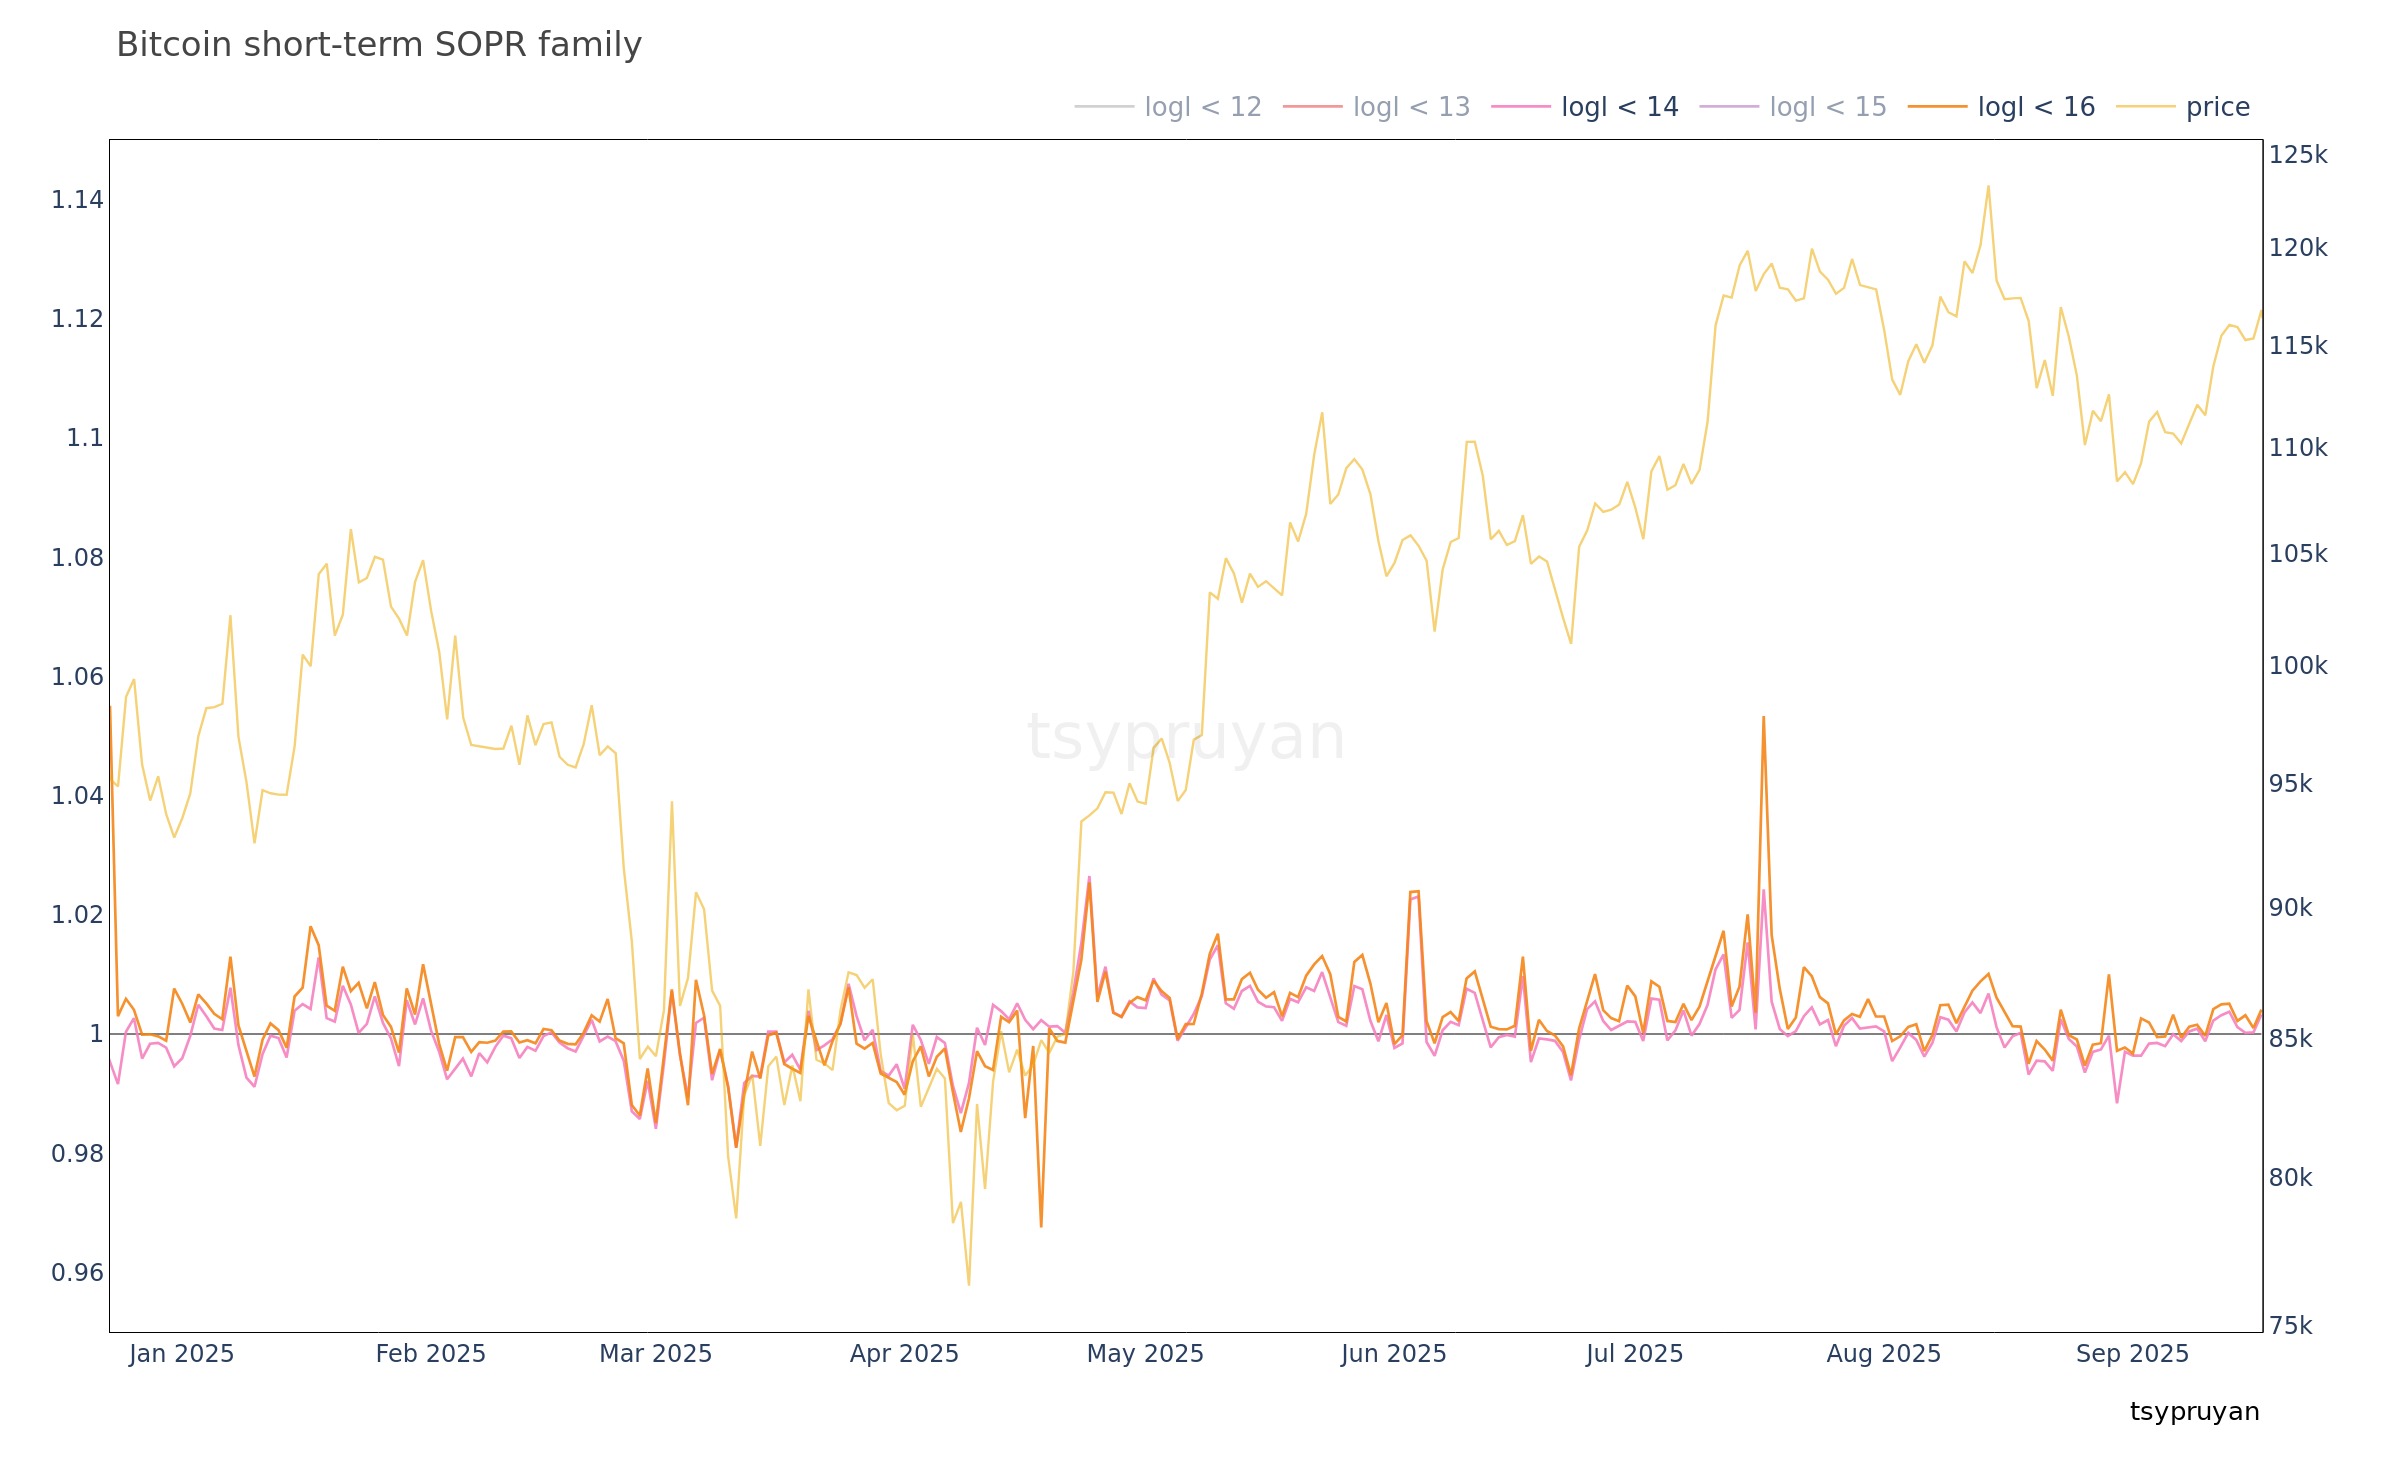 Bitcoin short-term SOPR family
logl < 12 logl < 13 logl < 14 logl < 15 logl < 16 price
1.14
1.12
1.1
1.08
1.06
1.04
1.02
1
0.98
0.96
125k
120k
115k
110k
105k
100k
95k
90k
85k
80k
75k
tsypruyan
Jan 2025 Feb 2025 Mar 2025 Apr 2025 May 2025 Jun 2025 Jul 2025 Aug 2025 Sep 2025
tsypruyan